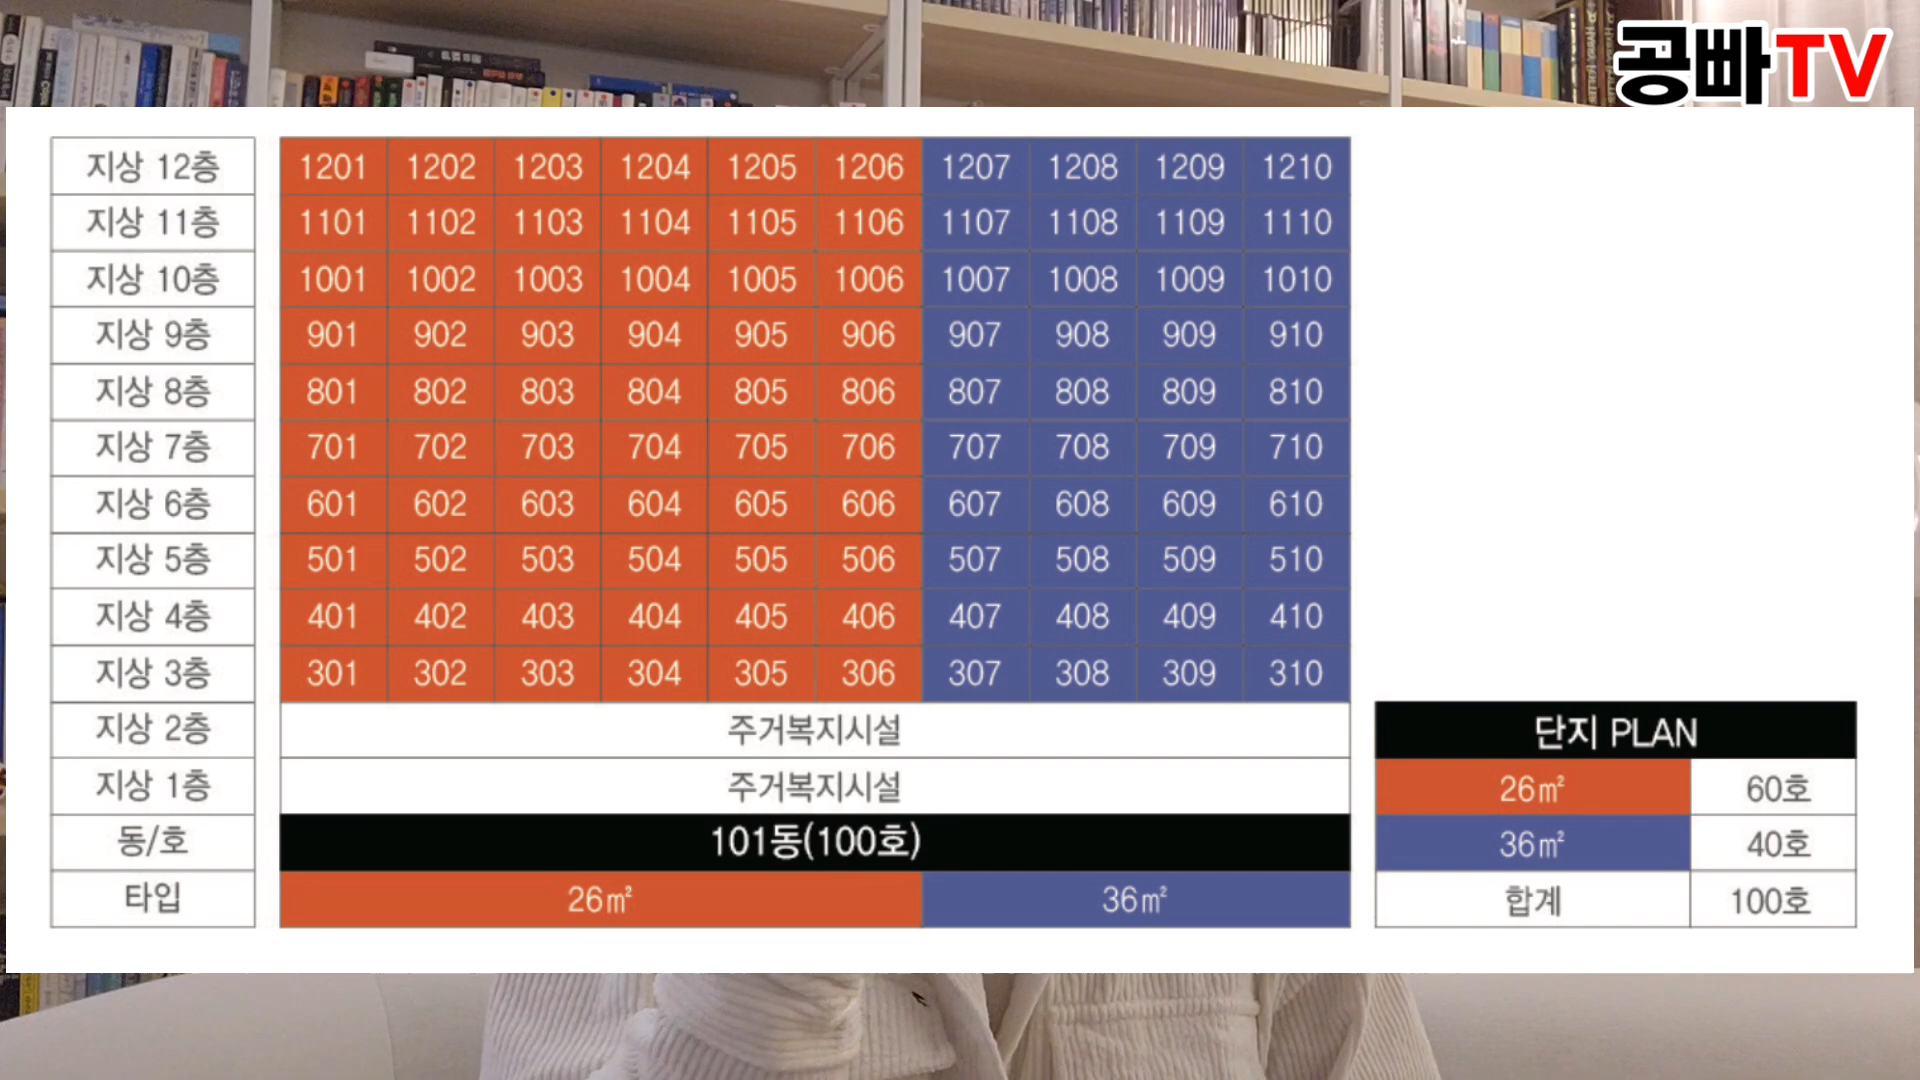 공빠TV
지상 12층 1201 1202 1203 1204 1205 1206 1207 1208 1209 1210
지상 11층 1101 1102 1103 1104 1105 1106 1107 1108 1109 1110
지상 10층 1001 1002 1003 1004 1005 1006 1007 1008 1009 1010
지상 9층 901 902 903 904 905 906 907 908 909 910
지상 8층 801 802 803 804 805 806 807 808 809 810
지상 7층 701 702 703 704 705 706 707 708 709 710
지상 6층 601 602 603 604 605 606 607 608 609 610
지상 5층 501 502 503 504 505 506 507 508 509 510
지상 4층 401 402 403 404 405 406 407 408 409 410
지상 3층 301 302 303 304 305 306 307 308 309 310
지상 2층 주거복지시설 단지 PLAN
지상 1층 주거복지시설 26㎡ 60호
동/호 101동(100호) 36㎡ 40호
타입 26㎡ 36㎡ 합계 100호